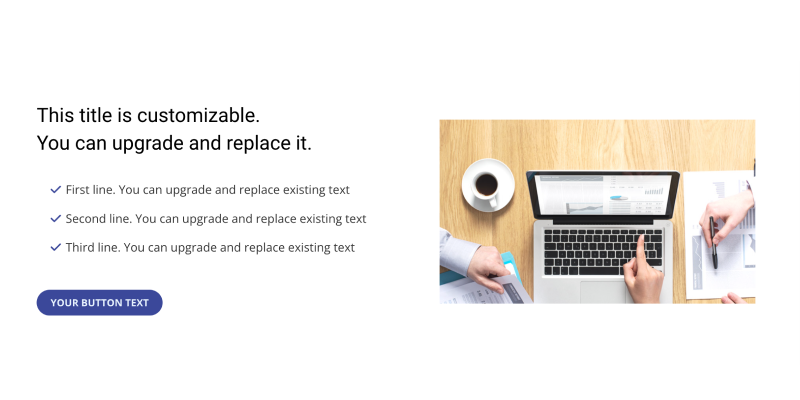 This title is customizable.
You can upgrade and replace it.
First line. You can upgrade and replace existing text
Second line. You can upgrade and replace existing text
Third line. You can upgrade and replace existing text
YOUR BUTTON TEXT